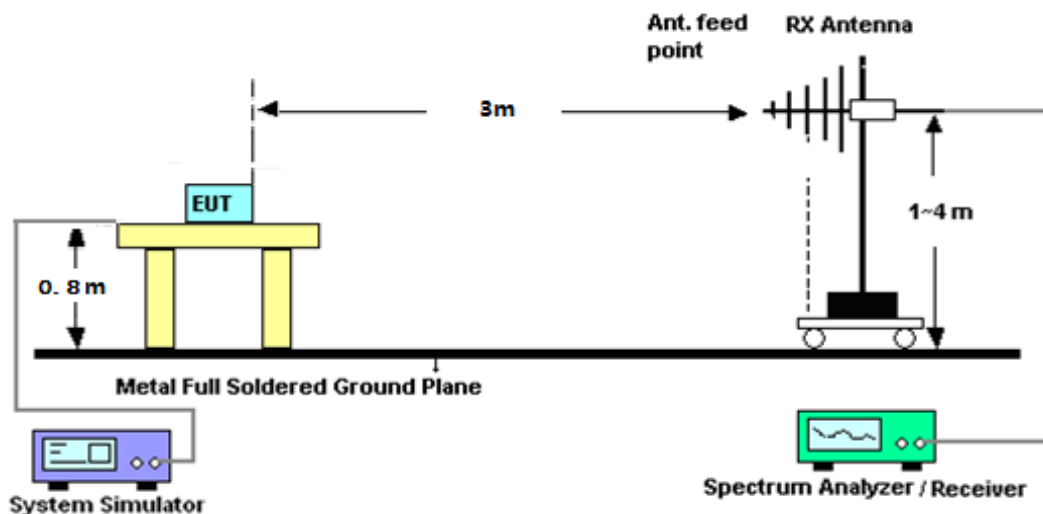 Ant. feed
point
RX Antenna
3m
EUT
1~4 m
0. 8 m
Metal Full Soldered Ground Plane
System Simulator
Spectrum Analyzer / Receiver